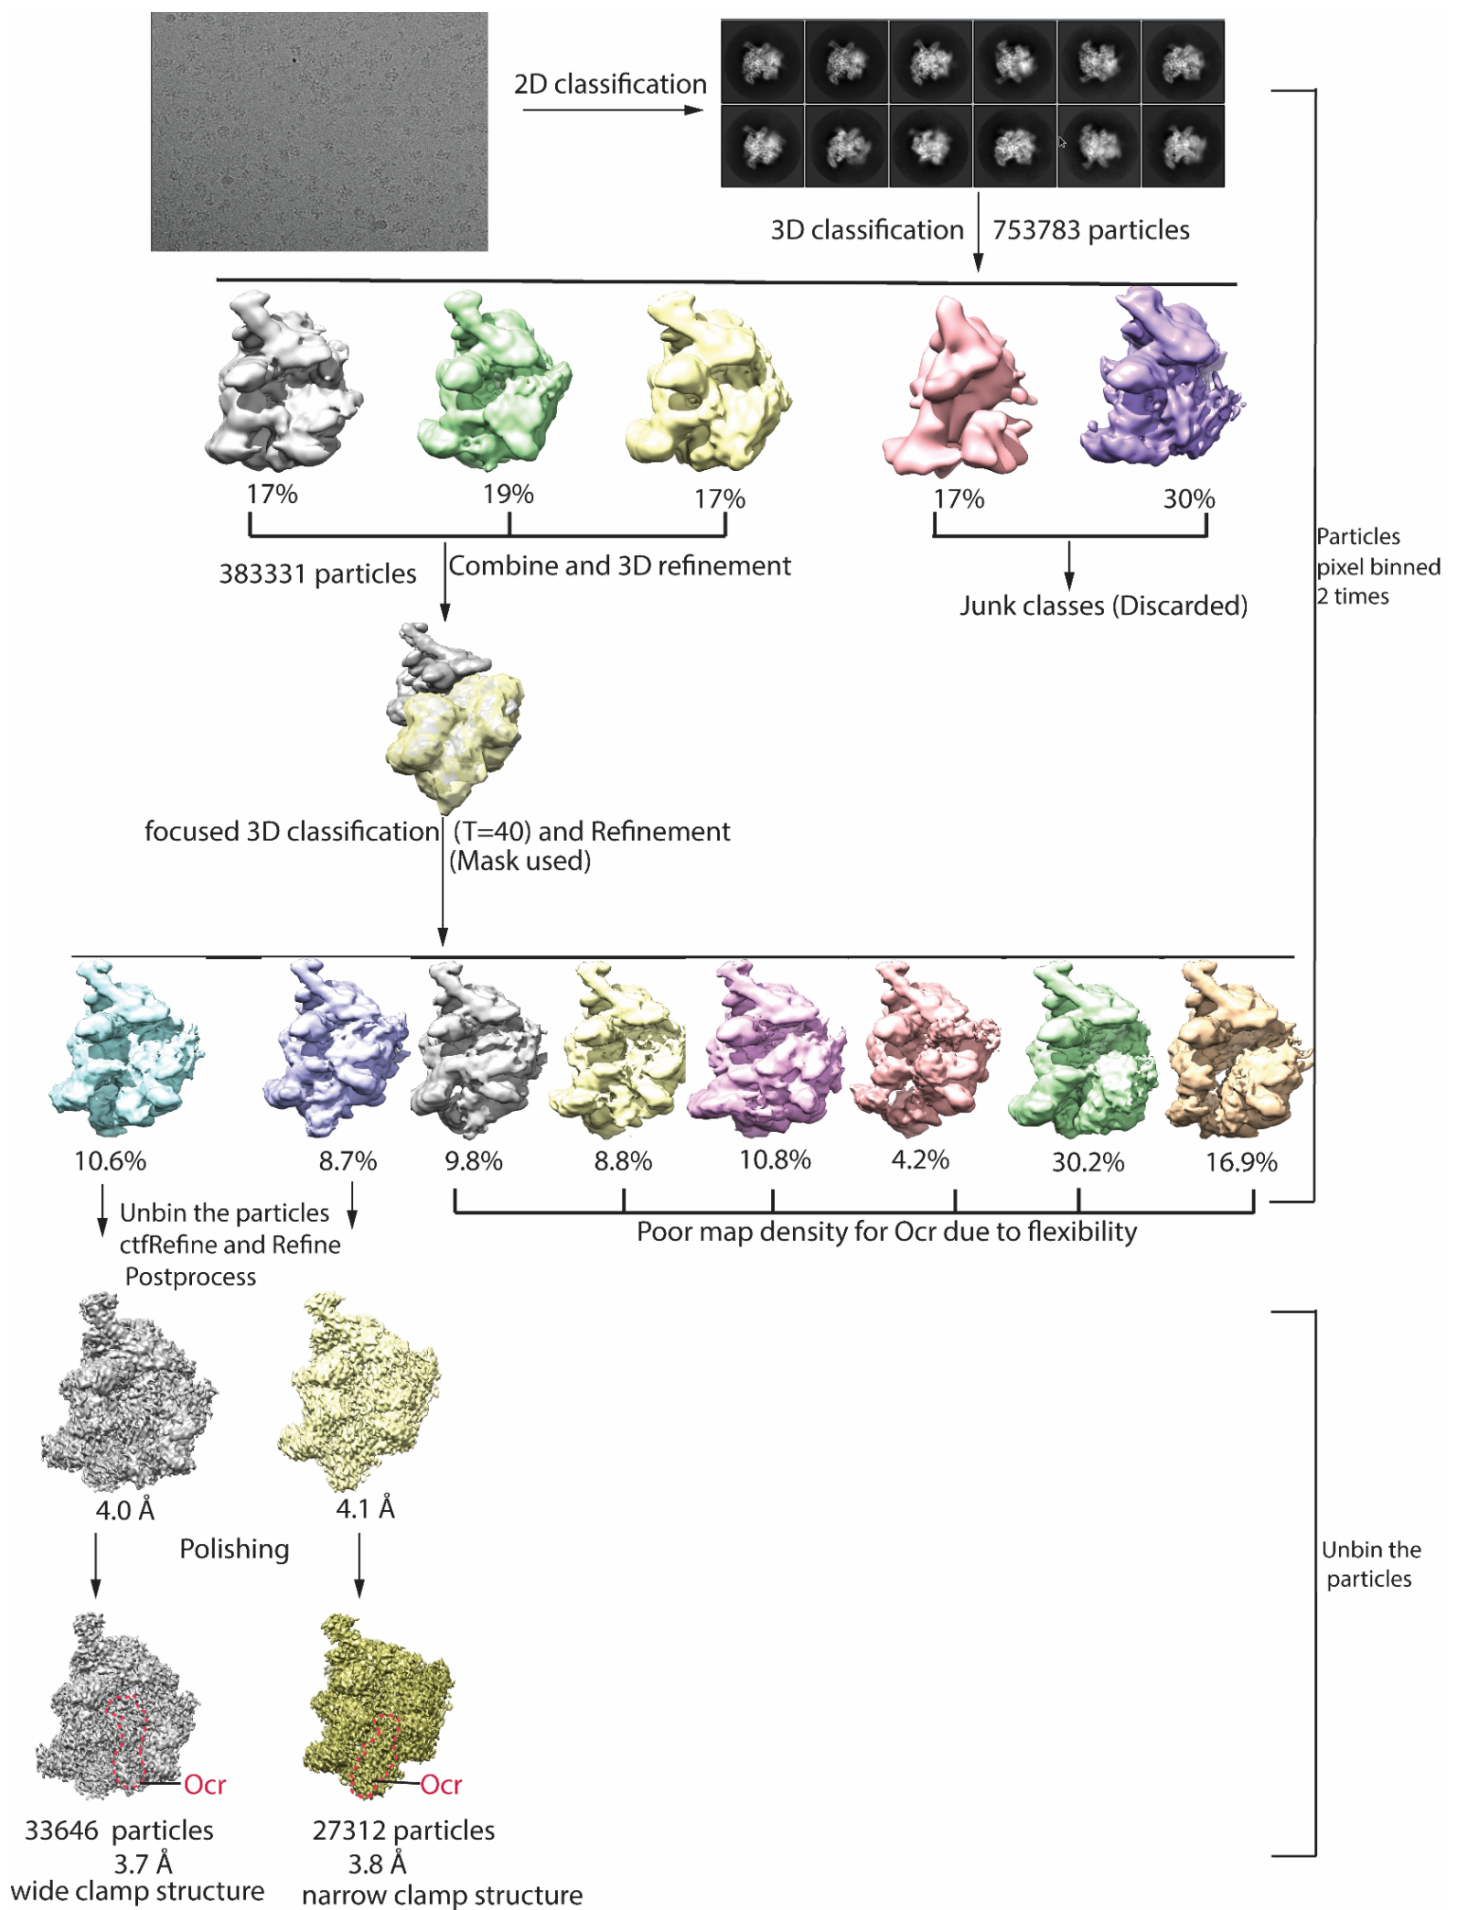 2D classification
3D classification
753783 particles
17%
19%
17%
17%
30%
383331 particles
Combine and 3D refinement
Junk classes (Discarded)
Particles
pixel binned
2 times
focused 3D classification (T=40) and Refinement
(Mask used)
10.6%
8.7%
9.8%
8.8%
10.8%
4.2%
30.2%
16.9%
Unbin the particles
ctfRefine and Refine
Postprocess
Poor map density for Ocr due to flexibility
4.0 Å
4.1 Å
Polishing
Unbin the
particles
Ocr
Ocr
33646 particles
3.7 Å
wide clamp structure
27312 particles
3.8 Å
narrow clamp structure